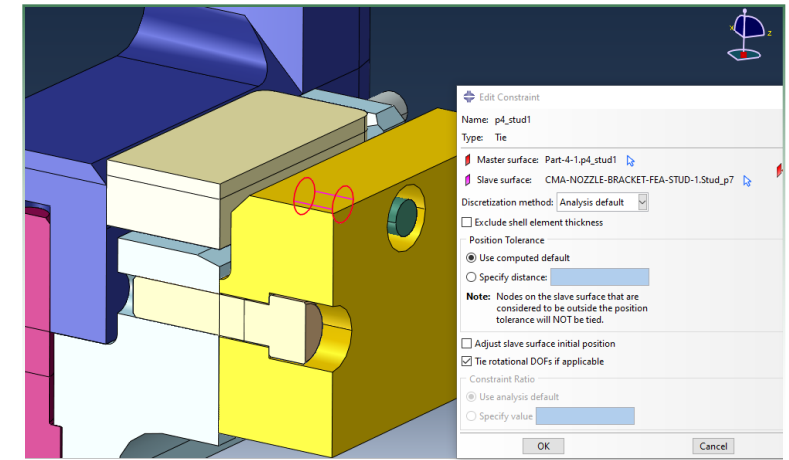 X
Z
Edit Constraint
Name: p4_stud1
Type: Tie
Master surface: Part-4-1.p4_stud1
Slave surface: CMA-NOZZLE-BRACKET-FEA-STUD-1.Stud_p7
Discretization method: Analysis default
Exclude shell element thickness
Position Tolerance
Use computed default
Specify distance:
Note: Nodes on the slave surface that are
considered to be outside the position
tolerance will NOT be tied.
Adjust slave surface initial position
Tie rotational DOFs if applicable
Constraint Ratio
Use analysis default
Specify value
OK Cancel